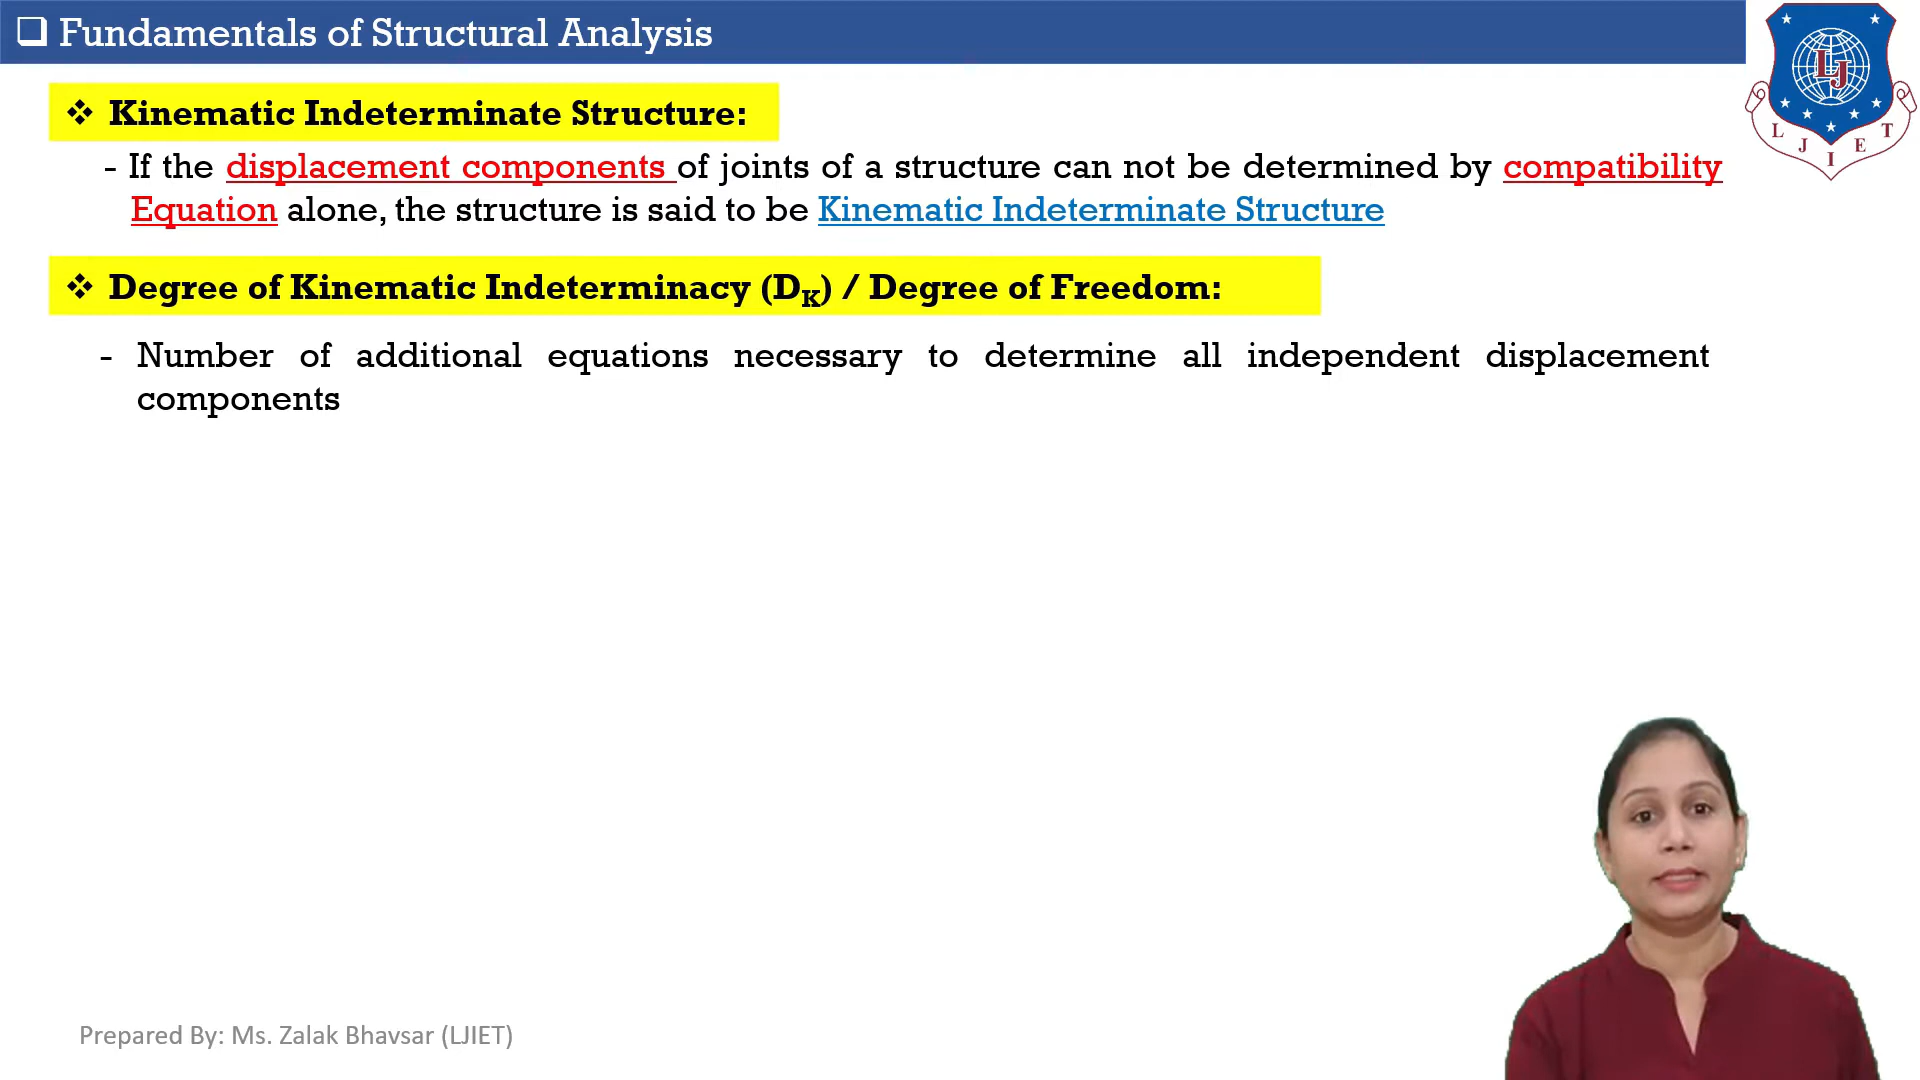 ❑ Fundamentals of Structural Analysis
LJ
L J I E T
❖ Kinematic Indeterminate Structure:
- If the displacement components of joints of a structure can not be determined by compatibility
Equation alone, the structure is said to be Kinematic Indeterminate Structure
❖ Degree of Kinematic Indeterminacy (DK) / Degree of Freedom:
- Number of additional equations necessary to determine all independent displacement
components
Prepared By: Ms. Zalak Bhavsar (LJIET)